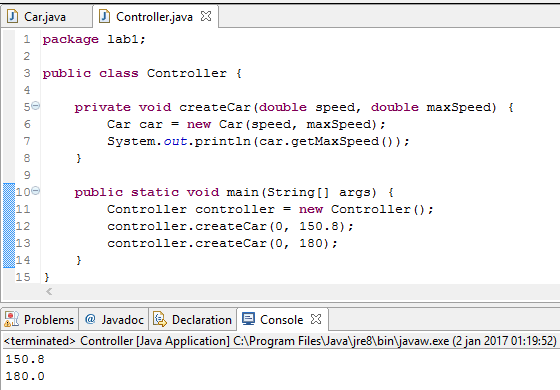 Car.java Controller.java
1 package lab1;
2
3 public class Controller {
4
5 private void createCar(double speed, double maxSpeed) {
6 Car car = new Car(speed, maxSpeed);
7 System.out.println(car.getMaxSpeed());
8 }
9
10 public static void main(String[] args) {
11 Controller controller = new Controller();
12 controller.createCar(0, 150.8);
13 controller.createCar(0, 180);
14 }
15 }
Problems @ Javadoc Declaration Console
<terminated> Controller [Java Application] C:\Program Files\Java\jre8\bin\javaw.exe (2 jan 2017 01:19:52)
150.8
180.0